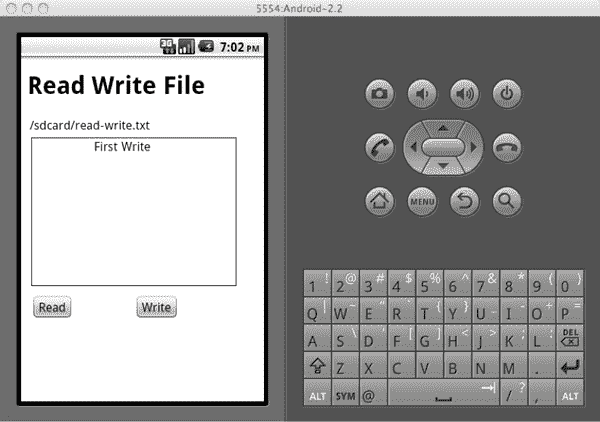 5554:Android-2.2
3G
7:02 PM
Read Write File
/sdcard/read-write.txt
First Write
Read
Write
MENU
1 ! 2 @ 3 # 4 $ 5 % 6 ^ 7 & 8 * 9 ( 0 )
Q | W ~ E " R ` T { Y } U _ I - O + P =
A S \ D ' F [ G ] H < J > K ; L : DEL
Z X C V B N M .
ALT SYM @ / ? , ALT